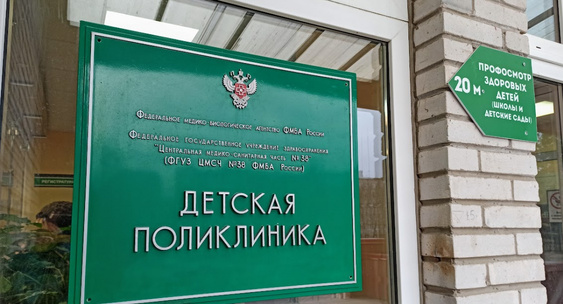 Федеральное медико-биологическое агентство ФМБА России
Федеральное государственное учреждение здравоохранения
"Центральная медико-санитарная часть №38"
(ФГУЗ ЦМСЧ №38 ФМБА России)
ДЕТСКАЯ
ПОЛИКЛИНИКА
ПРОФОСМОТР
ЗДОРОВЫХ
20 М.
ДЕТЕЙ
(ШКОЛЫ И
ДЕТСКИЕ САДЫ)
РЕГИСТРАТУРА